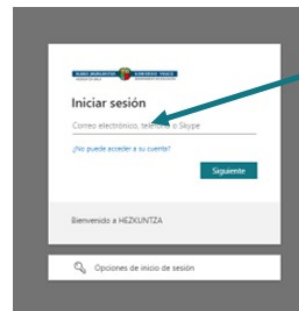 Iniciar sesión
Correo electrónico, teléfono o Skype
¿No puede acceder a su cuenta?
Siguiente
Bienvenido a HEZKUNTZA
Opciones de inicio de sesión